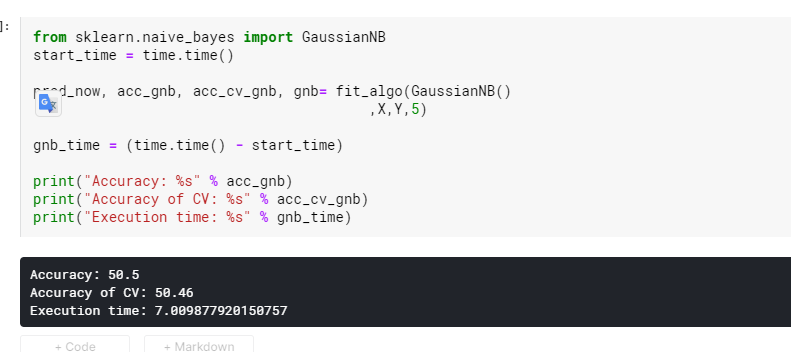 ]:
from sklearn.naive_bayes import GaussianNB
start_time = time.time()
acc_gnb, acc_cv_gnb, gnb= fit_algo(GaussianNB()
,X,Y,5)
gnb_time = (time.time() - start_time)
print("Accuracy: %s" % acc_gnb)
print("Accuracy of CV: %s" % acc_cv_gnb)
print("Execution time: %s" % gnb_time)
Accuracy: 50.5
Accuracy of CV: 50.46
Execution time: 7.009877920150757
+ Code
+ Markdown